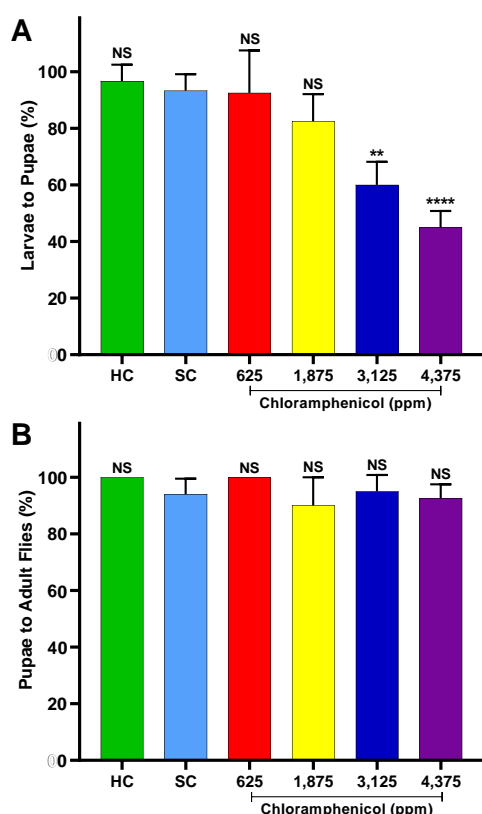 A
Larvae to Pupae (%)
NS NS NS ** ****
100
80
60
40
20
00
HC SC 625 1,875 3,125 4,375
Chloramphenicol (ppm)
B
Pupae to Adult Flies (%)
NS NS NS NS NS
100
80
60
40
20
00
HC SC 625 1,875 3,125 4,375
Chloramphenicol (ppm)